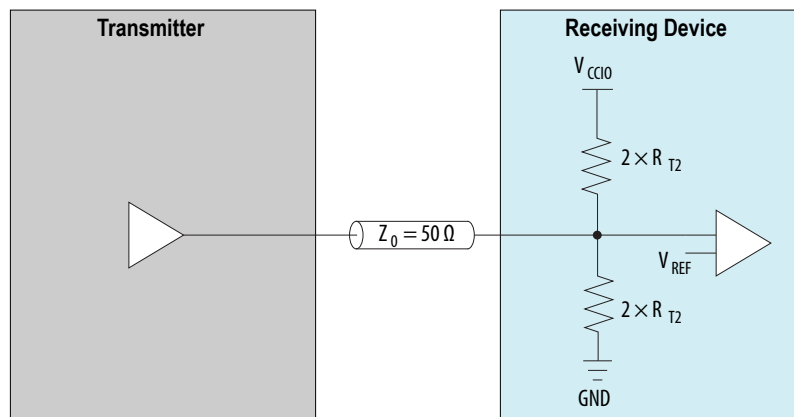 Transmitter
Receiving Device
V CCIO
2 × R T2
Z 0 = 50 Ω
V REF
2 × R T2
GND